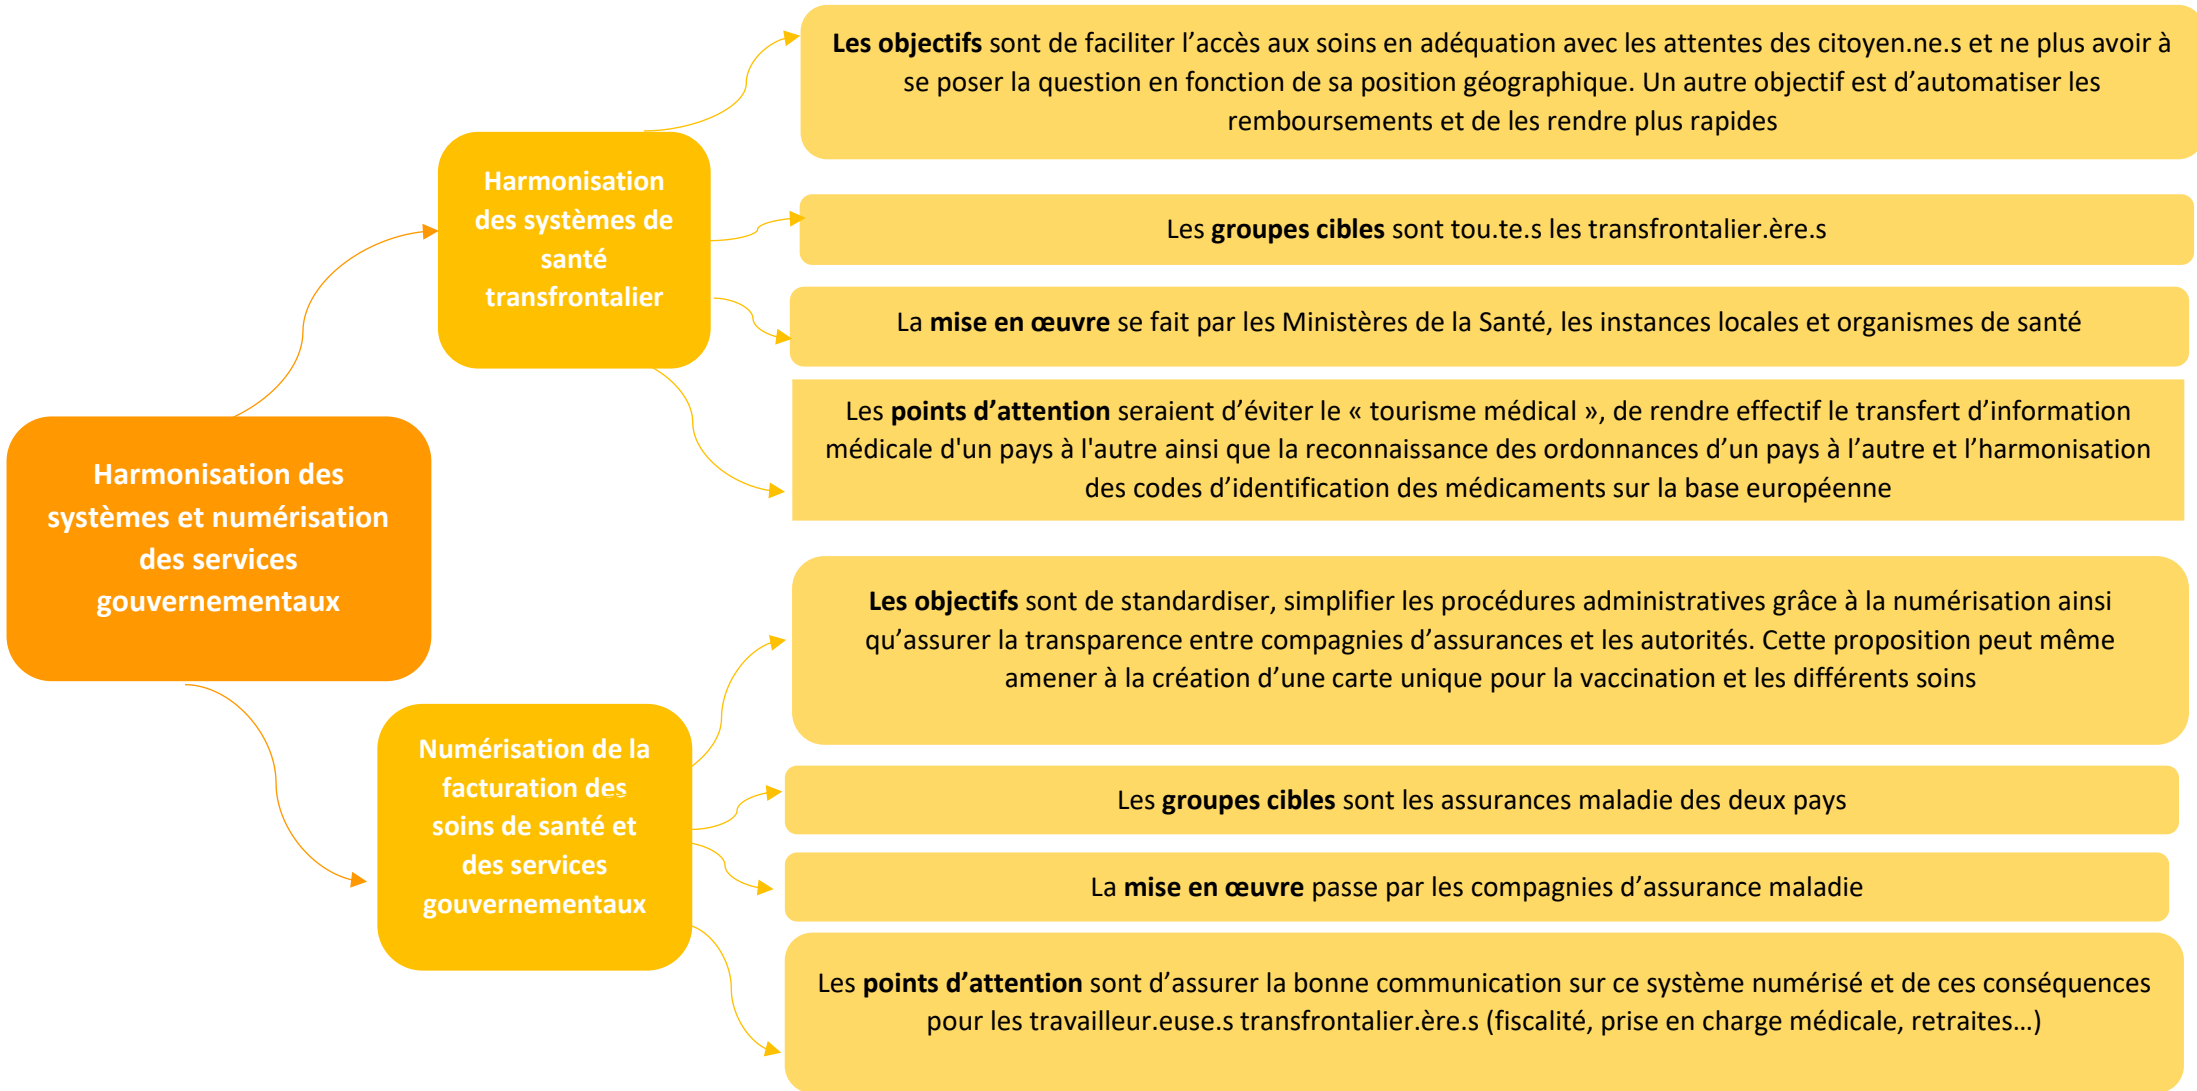 Harmonisation des
systèmes et numérisation
des services
gouvernementaux
Harmonisation
des systèmes de
santé
transfrontalier
Les objectifs sont de faciliter l’accès aux soins en adéquation avec les attentes des citoyen.ne.s et ne plus avoir à
se poser la question en fonction de sa position géographique. Un autre objectif est d’automatiser les
remboursements et de les rendre plus rapides
Les groupes cibles sont tou.te.s les transfrontalier.ère.s
La mise en œuvre se fait par les Ministères de la Santé, les instances locales et organismes de santé
Les points d’attention seraient d’éviter le « tourisme médical », de rendre effectif le transfert d’information
médicale d'un pays à l'autre ainsi que la reconnaissance des ordonnances d’un pays à l’autre et l’harmonisation
des codes d’identification des médicaments sur la base européenne
Numérisation de la
facturation des
soins de santé et
des services
gouvernementaux
Les objectifs sont de standardiser, simplifier les procédures administratives grâce à la numérisation ainsi
qu’assurer la transparence entre compagnies d’assurances et les autorités. Cette proposition peut même
amener à la création d’une carte unique pour la vaccination et les différents soins
Les groupes cibles sont les assurances maladie des deux pays
La mise en œuvre passe par les compagnies d’assurance maladie
Les points d’attention sont d’assurer la bonne communication sur ce système numérisé et de ces conséquences
pour les travailleur.euse.s transfrontalier.ère.s (fiscalité, prise en charge médicale, retraites…)